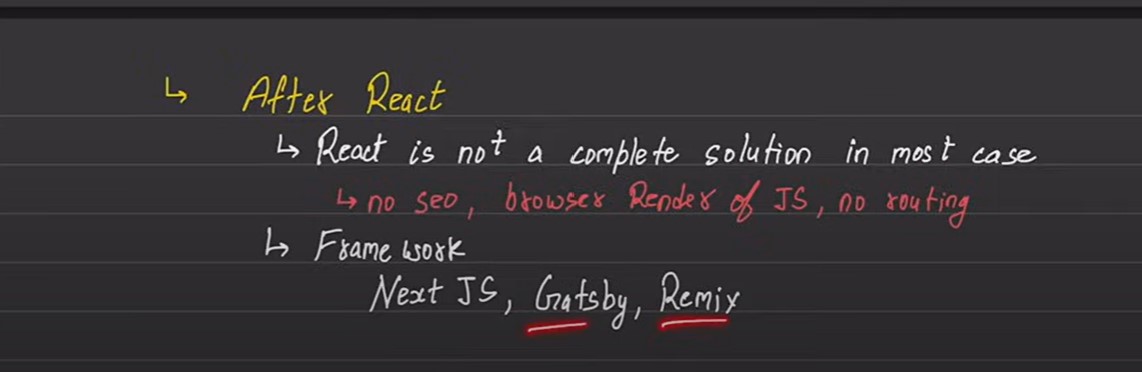 ↳ After React
↳ React is not a complete solution in most case
↳ no seo, browser Render of JS, no routing
↳ Frame work
Next JS, Gatsby, Remix